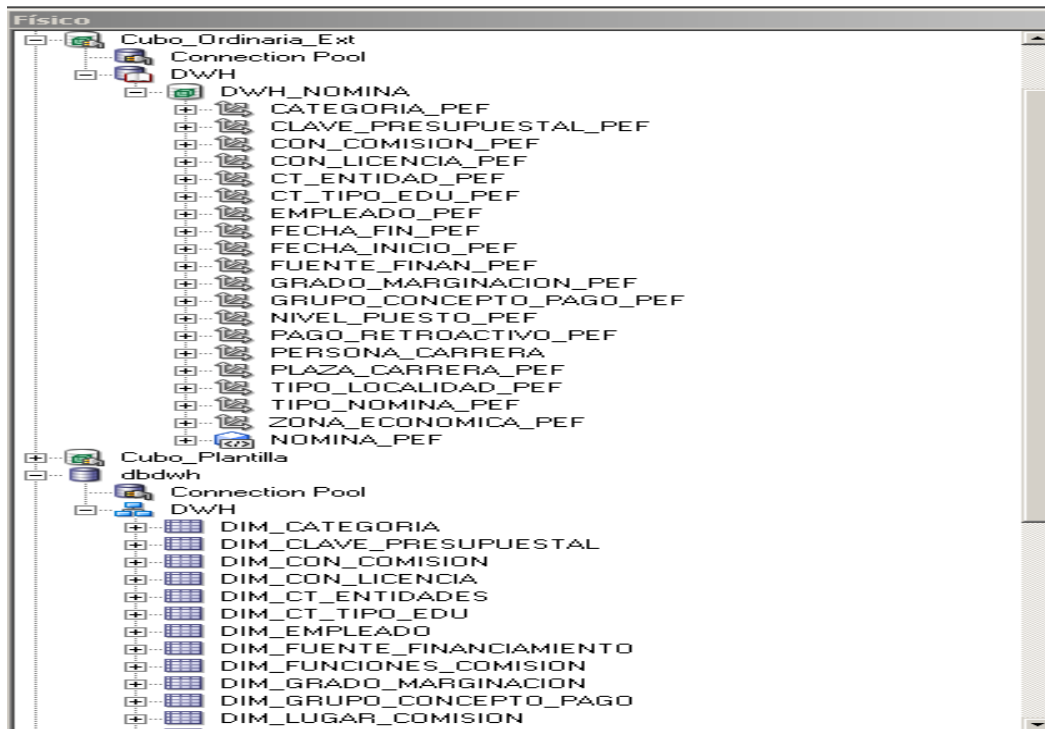 Físico
Cubo_Ordinaria_Ext
Connection Pool
DWH
DWH_NOMINA
CATEGORIA_PEF
CLAVE_PRESUPUESTAL_PEF
CON_COMISION_PEF
CON_LICENCIA_PEF
CT_ENTIDAD_PEF
CT_TIPO_EDU_PEF
EMPLEADO_PEF
FECHA_FIN_PEF
FECHA_INICIO_PEF
FUENTE_FINAN_PEF
GRADO_MARGINACION_PEF
GRUPO_CONCEPTO_PAGO_PEF
NIVEL_PUESTO_PEF
PAGO_RETROACTIVO_PEF
PERSONA_CARRERA
PLAZA_CARRERA_PEF
TIPO_LOCALIDAD_PEF
TIPO_NOMINA_PEF
ZONA_ECONOMICA_PEF
NOMINA_PEF
Cubo_Plantilla
dbdwh
Connection Pool
DWH
DIM_CATEGORIA
DIM_CLAVE_PRESUPUESTAL
DIM_CON_COMISION
DIM_CON_LICENCIA
DIM_CT_ENTIDADES
DIM_CT_TIPO_EDU
DIM_EMPLEADO
DIM_FUENTE_FINANCIAMIENTO
DIM_FUNCIONES_COMISION
DIM_GRADO_MARGINACION
DIM_GRUPO_CONCEPTO_PAGO
DIM_LUGAR_COMISION